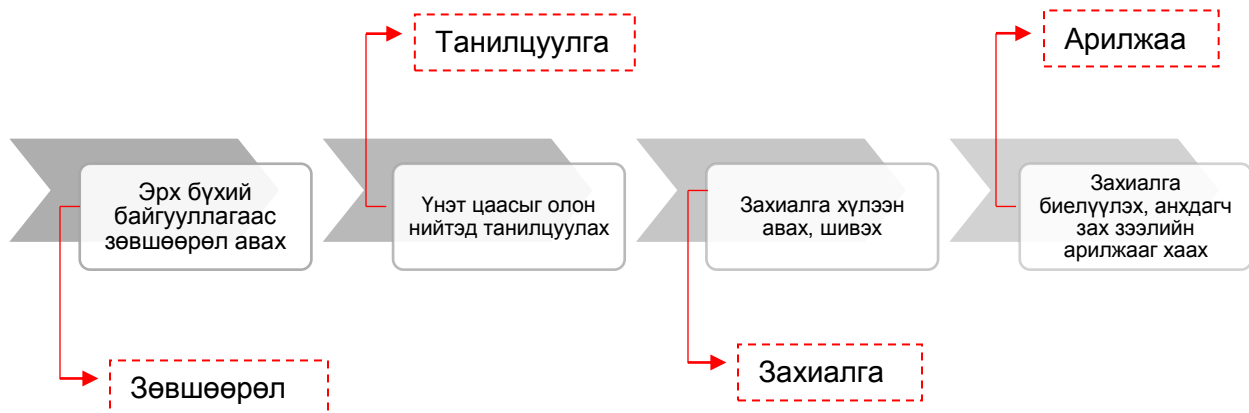 Танилцуулга
Арилжаа
Эрх бүхий
байгууллагаас
зөвшөөрөл авах
Үнэт цаасыг олон
нийтэд танилцуулах
Захиалга хүлээн
авах, шивэх
Захиалга
биелүүлэх, анхдагч
зах зээлийн
арилжааг хаах
Зөвшөөрөл
Захиалга